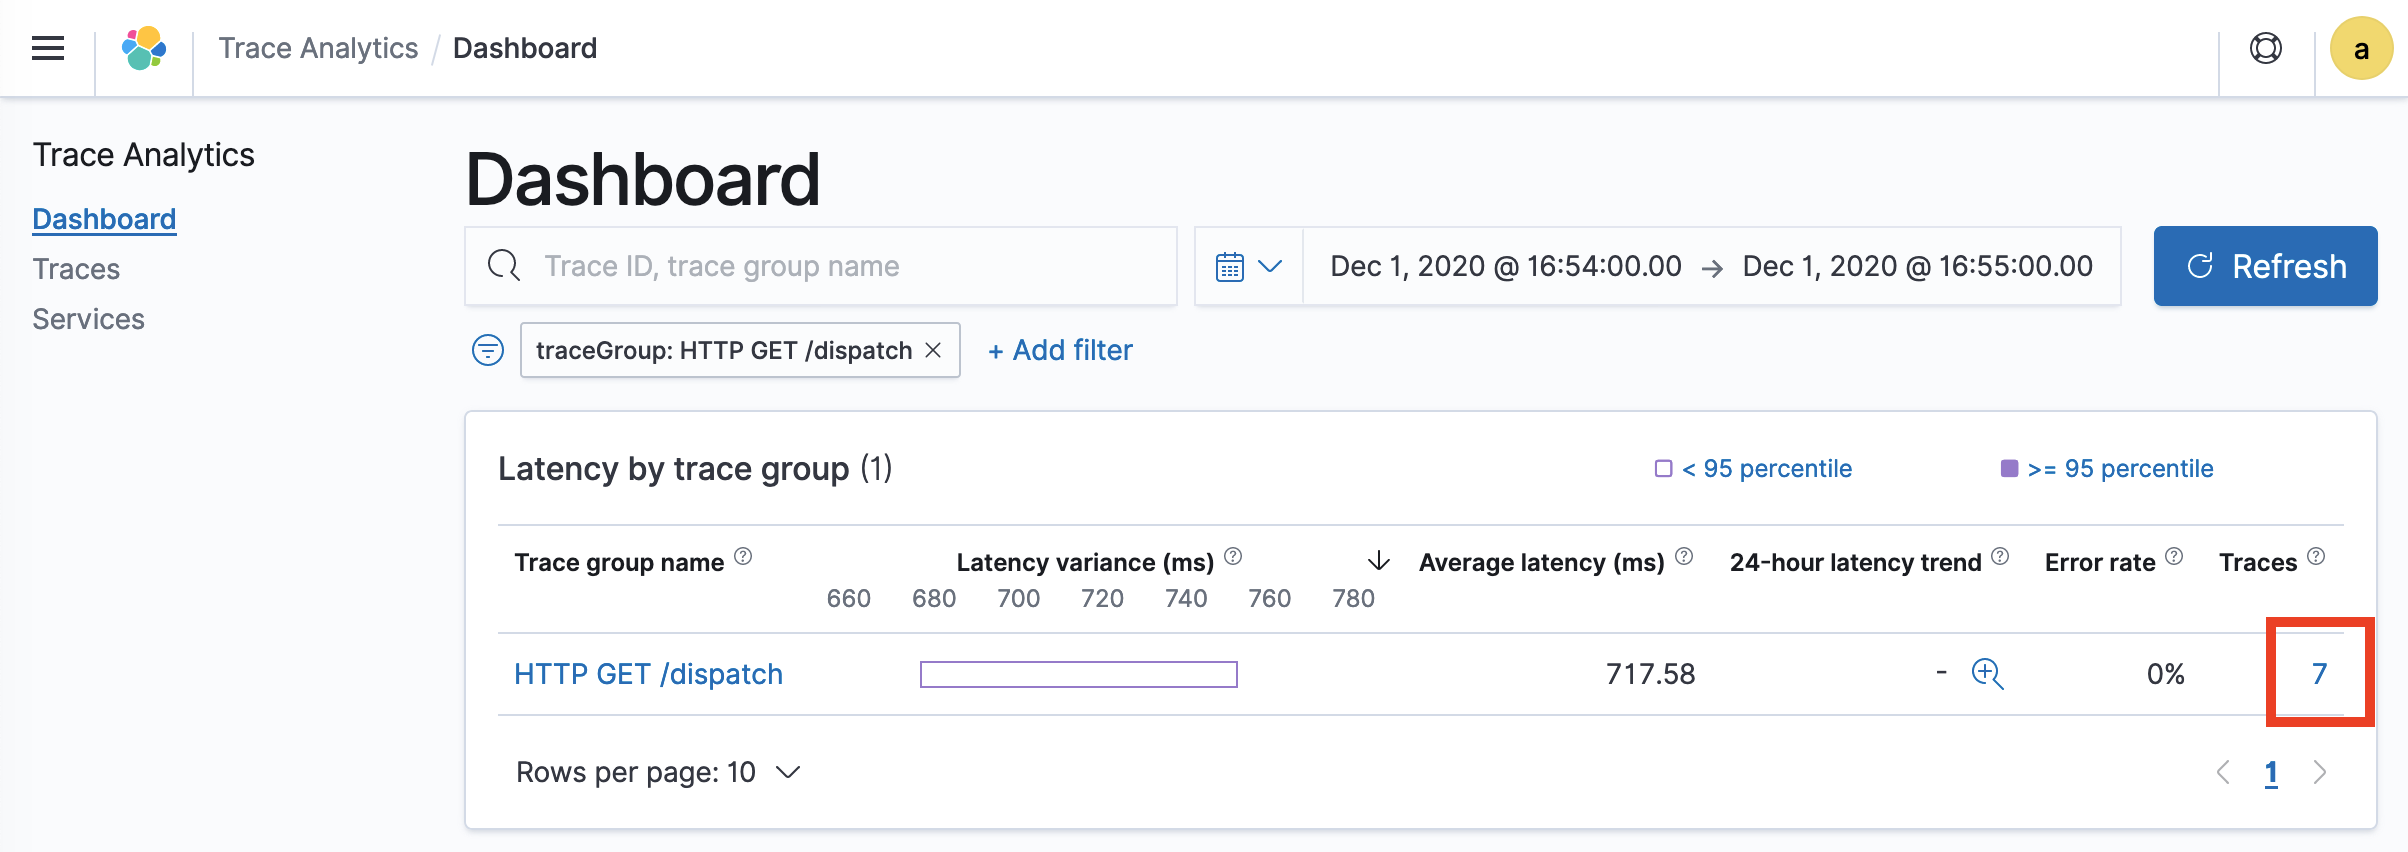 Trace Analytics / Dashboard
a
Trace Analytics
Dashboard
Traces
Services
Dashboard
Trace ID, trace group name
Dec 1, 2020 @ 16:54:00.00 → Dec 1, 2020 @ 16:55:00.00
Refresh
traceGroup: HTTP GET /dispatch ×
+ Add filter
Latency by trace group (1)
< 95 percentile
>= 95 percentile
Trace group name ? Latency variance (ms) ? ↓ Average latency (ms) ? 24-hour latency trend ? Error rate ? Traces ?
660 680 700 720 740 760 780
HTTP GET /dispatch 717.58 - 0% 7
Rows per page: 10
< 1 >